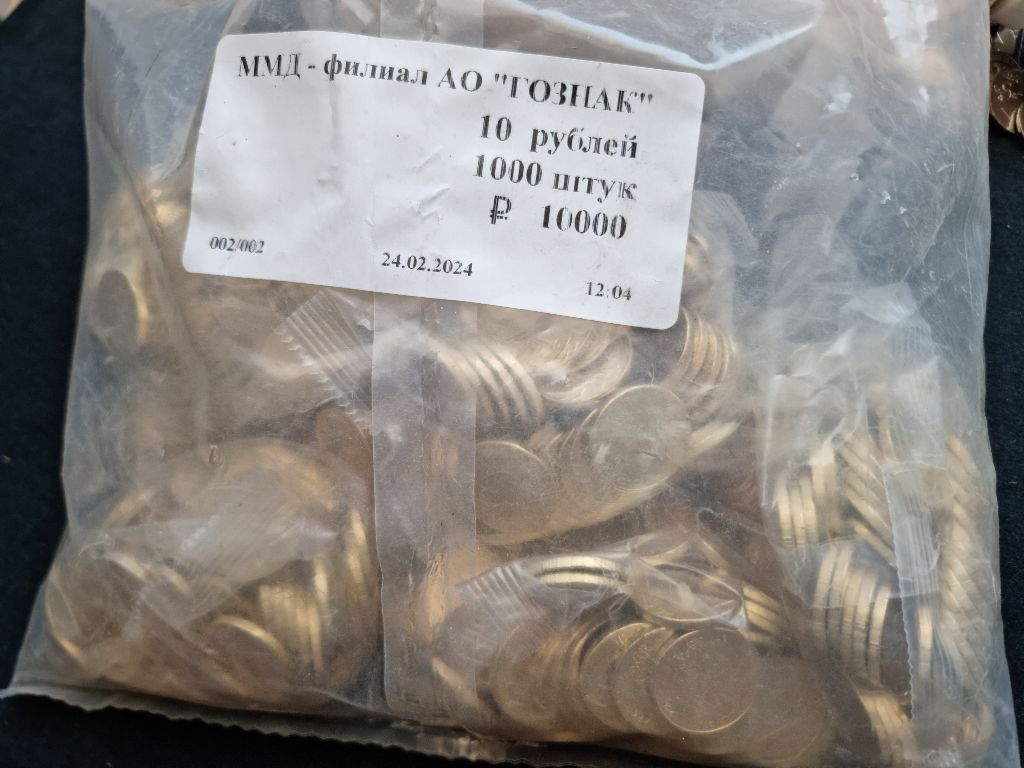 ММД - филиал АО "ГОЗНАК"
10 рублей
1000 штук
₽ 10000
002/002
24.02.2024
12:04